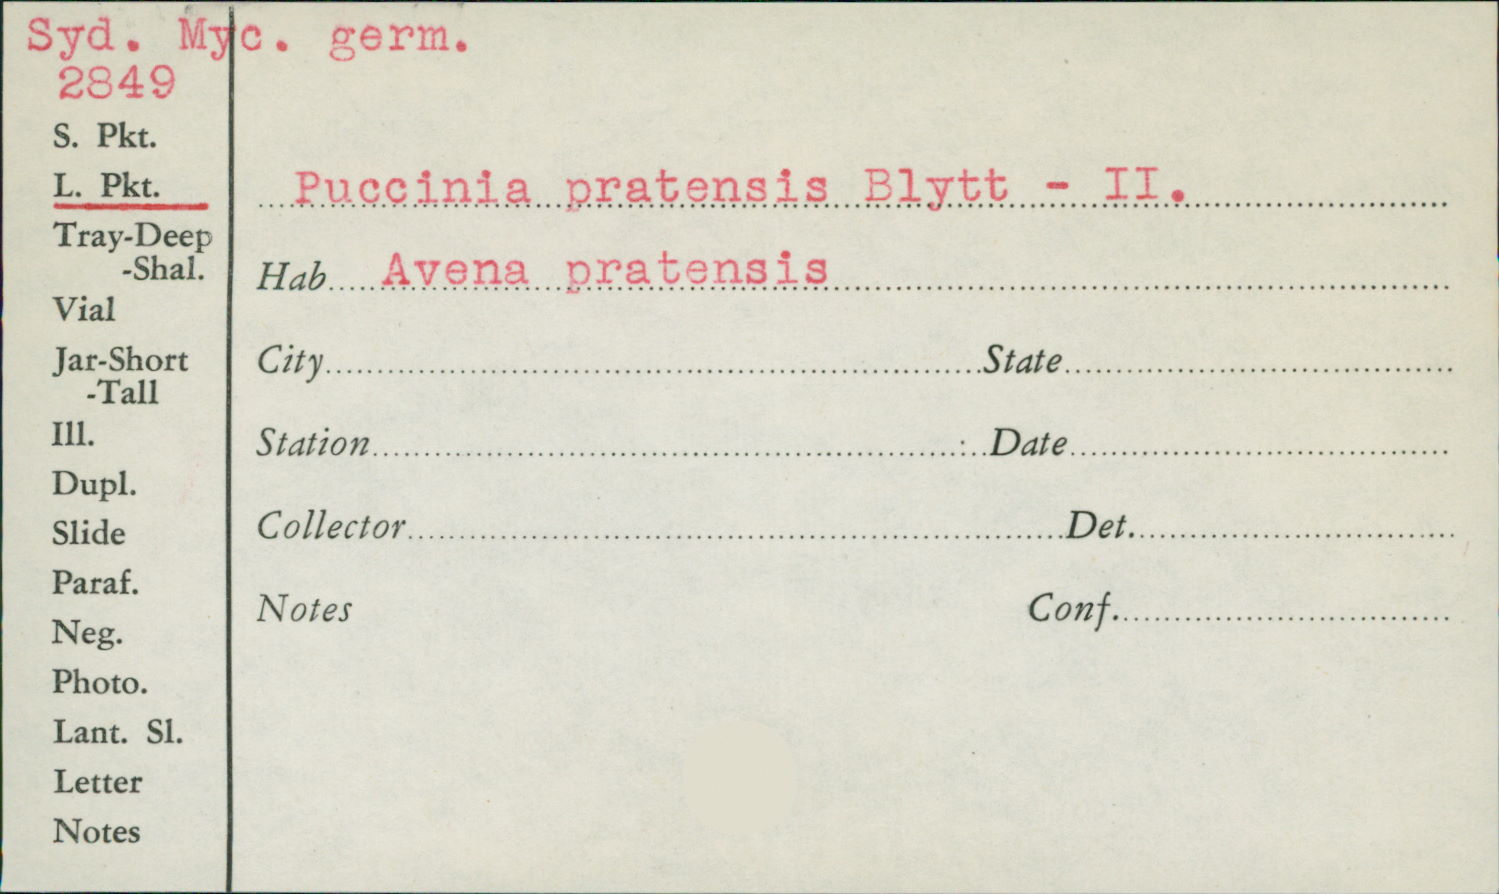 Syd. Myc. germ.
2849
S. Pkt.
L. Pkt.
Tray-Deep
-Shal.
Vial
Jar-Short
-Tall
Ill.
Dupl.
Slide
Paraf.
Neg.
Photo.
Lant. Sl.
Letter
Notes
Puccinia pratensis Blytt - II.
Hab. Avena pratensis
City State
Station Date
Collector Det.
Notes Conf.